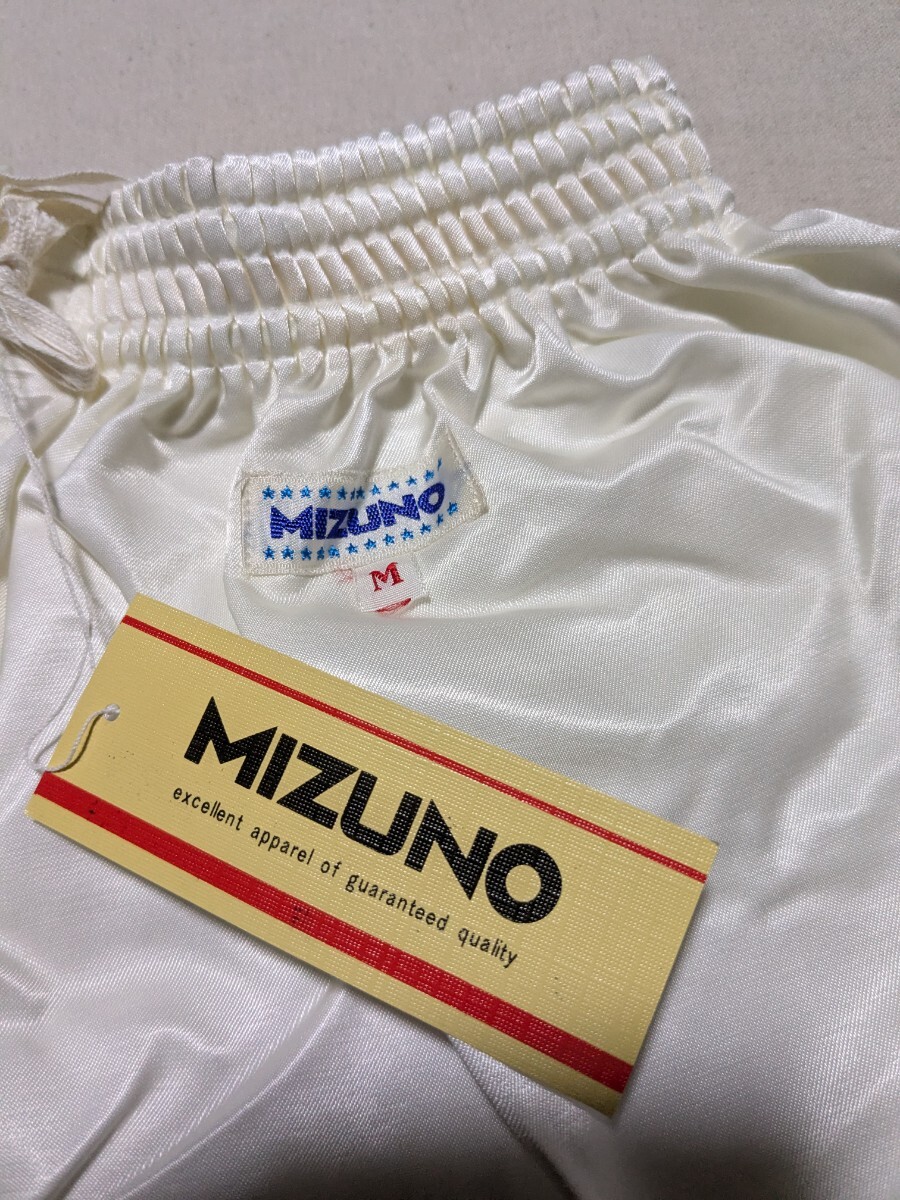 MIZUNO
M
MIZUNO
excellent apparel of guaranteed quality